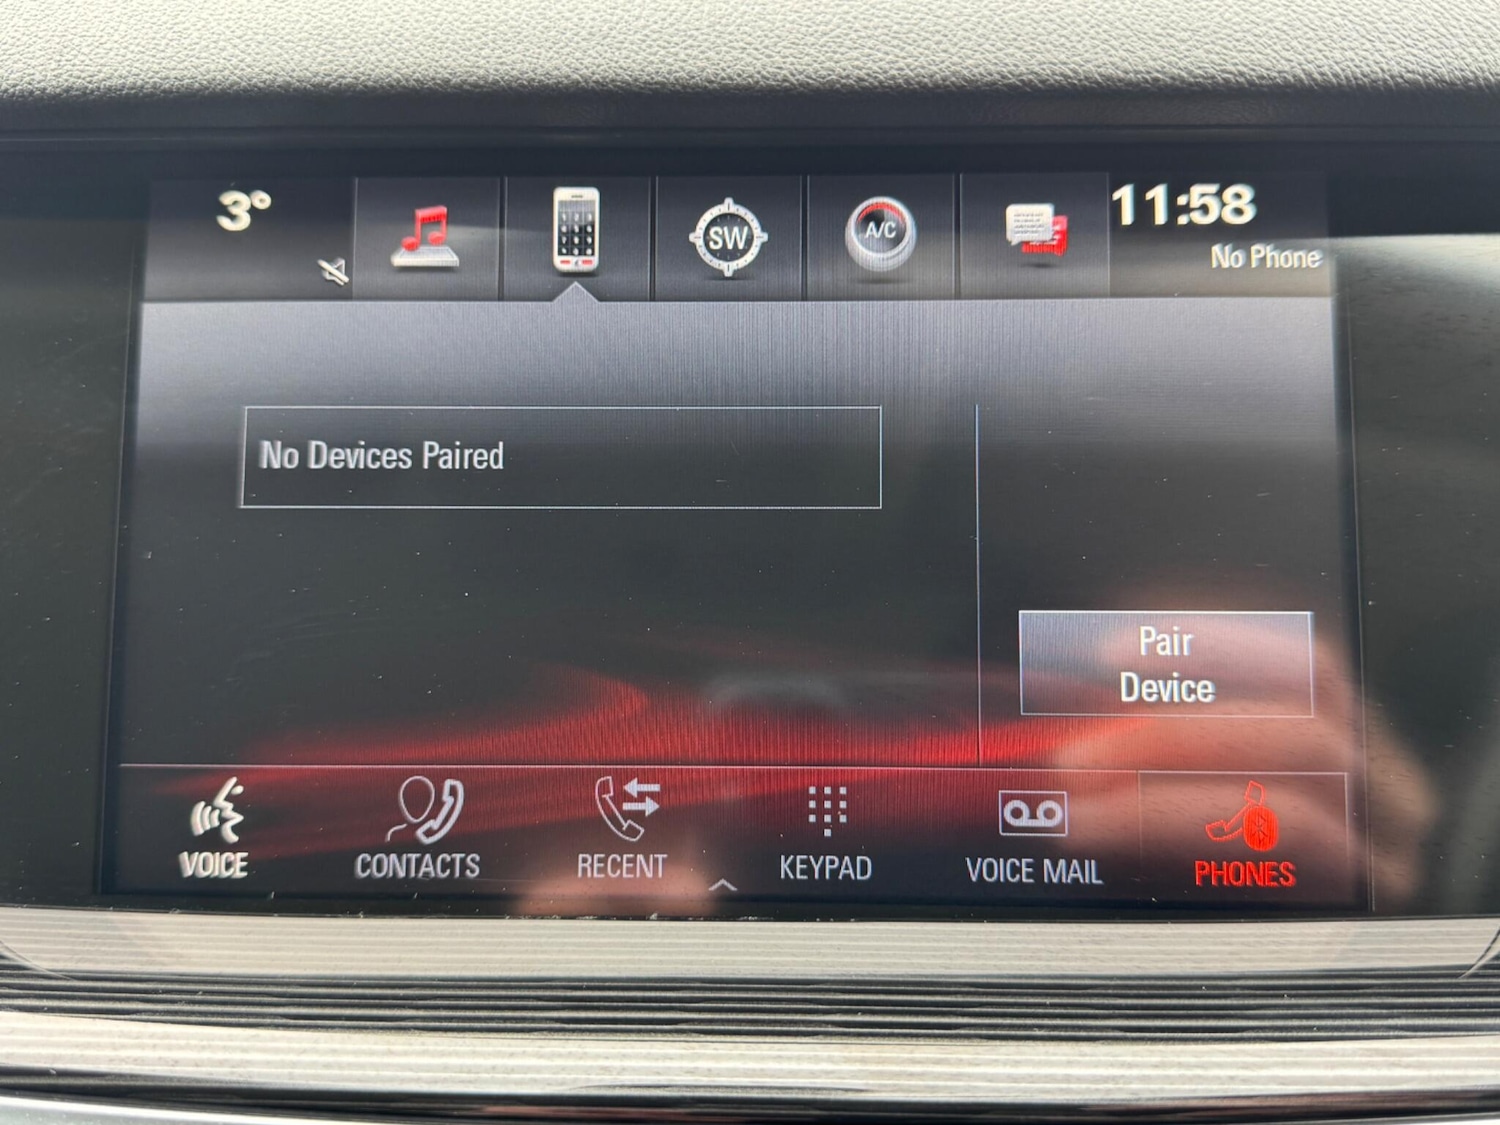 3°
SW
A/C
11:58
No Phone
No Devices Paired
Pair
Device
VOICE
CONTACTS
RECENT
KEYPAD
VOICE MAIL
PHONES